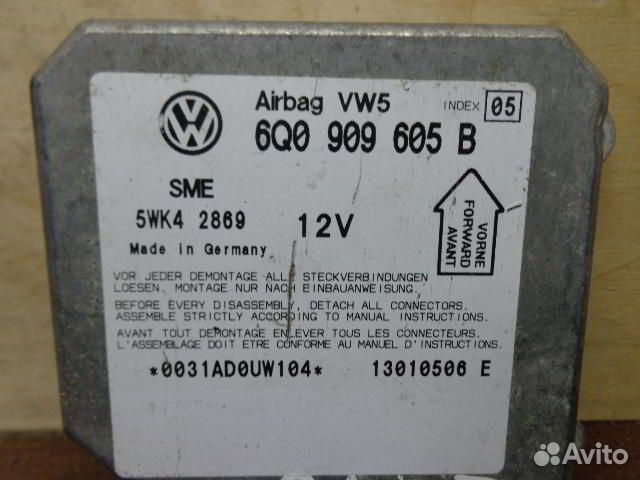 Airbag VW5 INDEX 05
6Q0 909 605 B
SME
5WK4 2869 12V
Made in Germany
VORNE
FORWARD
AVANT
VOR JEDER DEMONTAGE ALLE STECKVERBINDUNGEN
LOESEN. MONTAGE NUR NACH EINBAUANWEISUNG.
BEFORE EVERY DISASSEMBLY, DETACH ALL CONNECTORS.
ASSEMBLE STRICTLY ACCORDING TO MANUAL INSTRUCTIONS.
AVANT TOUT DEMONTAGE ENLEVER TOUS LES CONNECTEURS.
L'ASSEMBLAGE DOIT ETRE CONFORME AU MANUEL D'INSTRUCTIONS.
*0031AD0UW104* 13010506 E
Avito